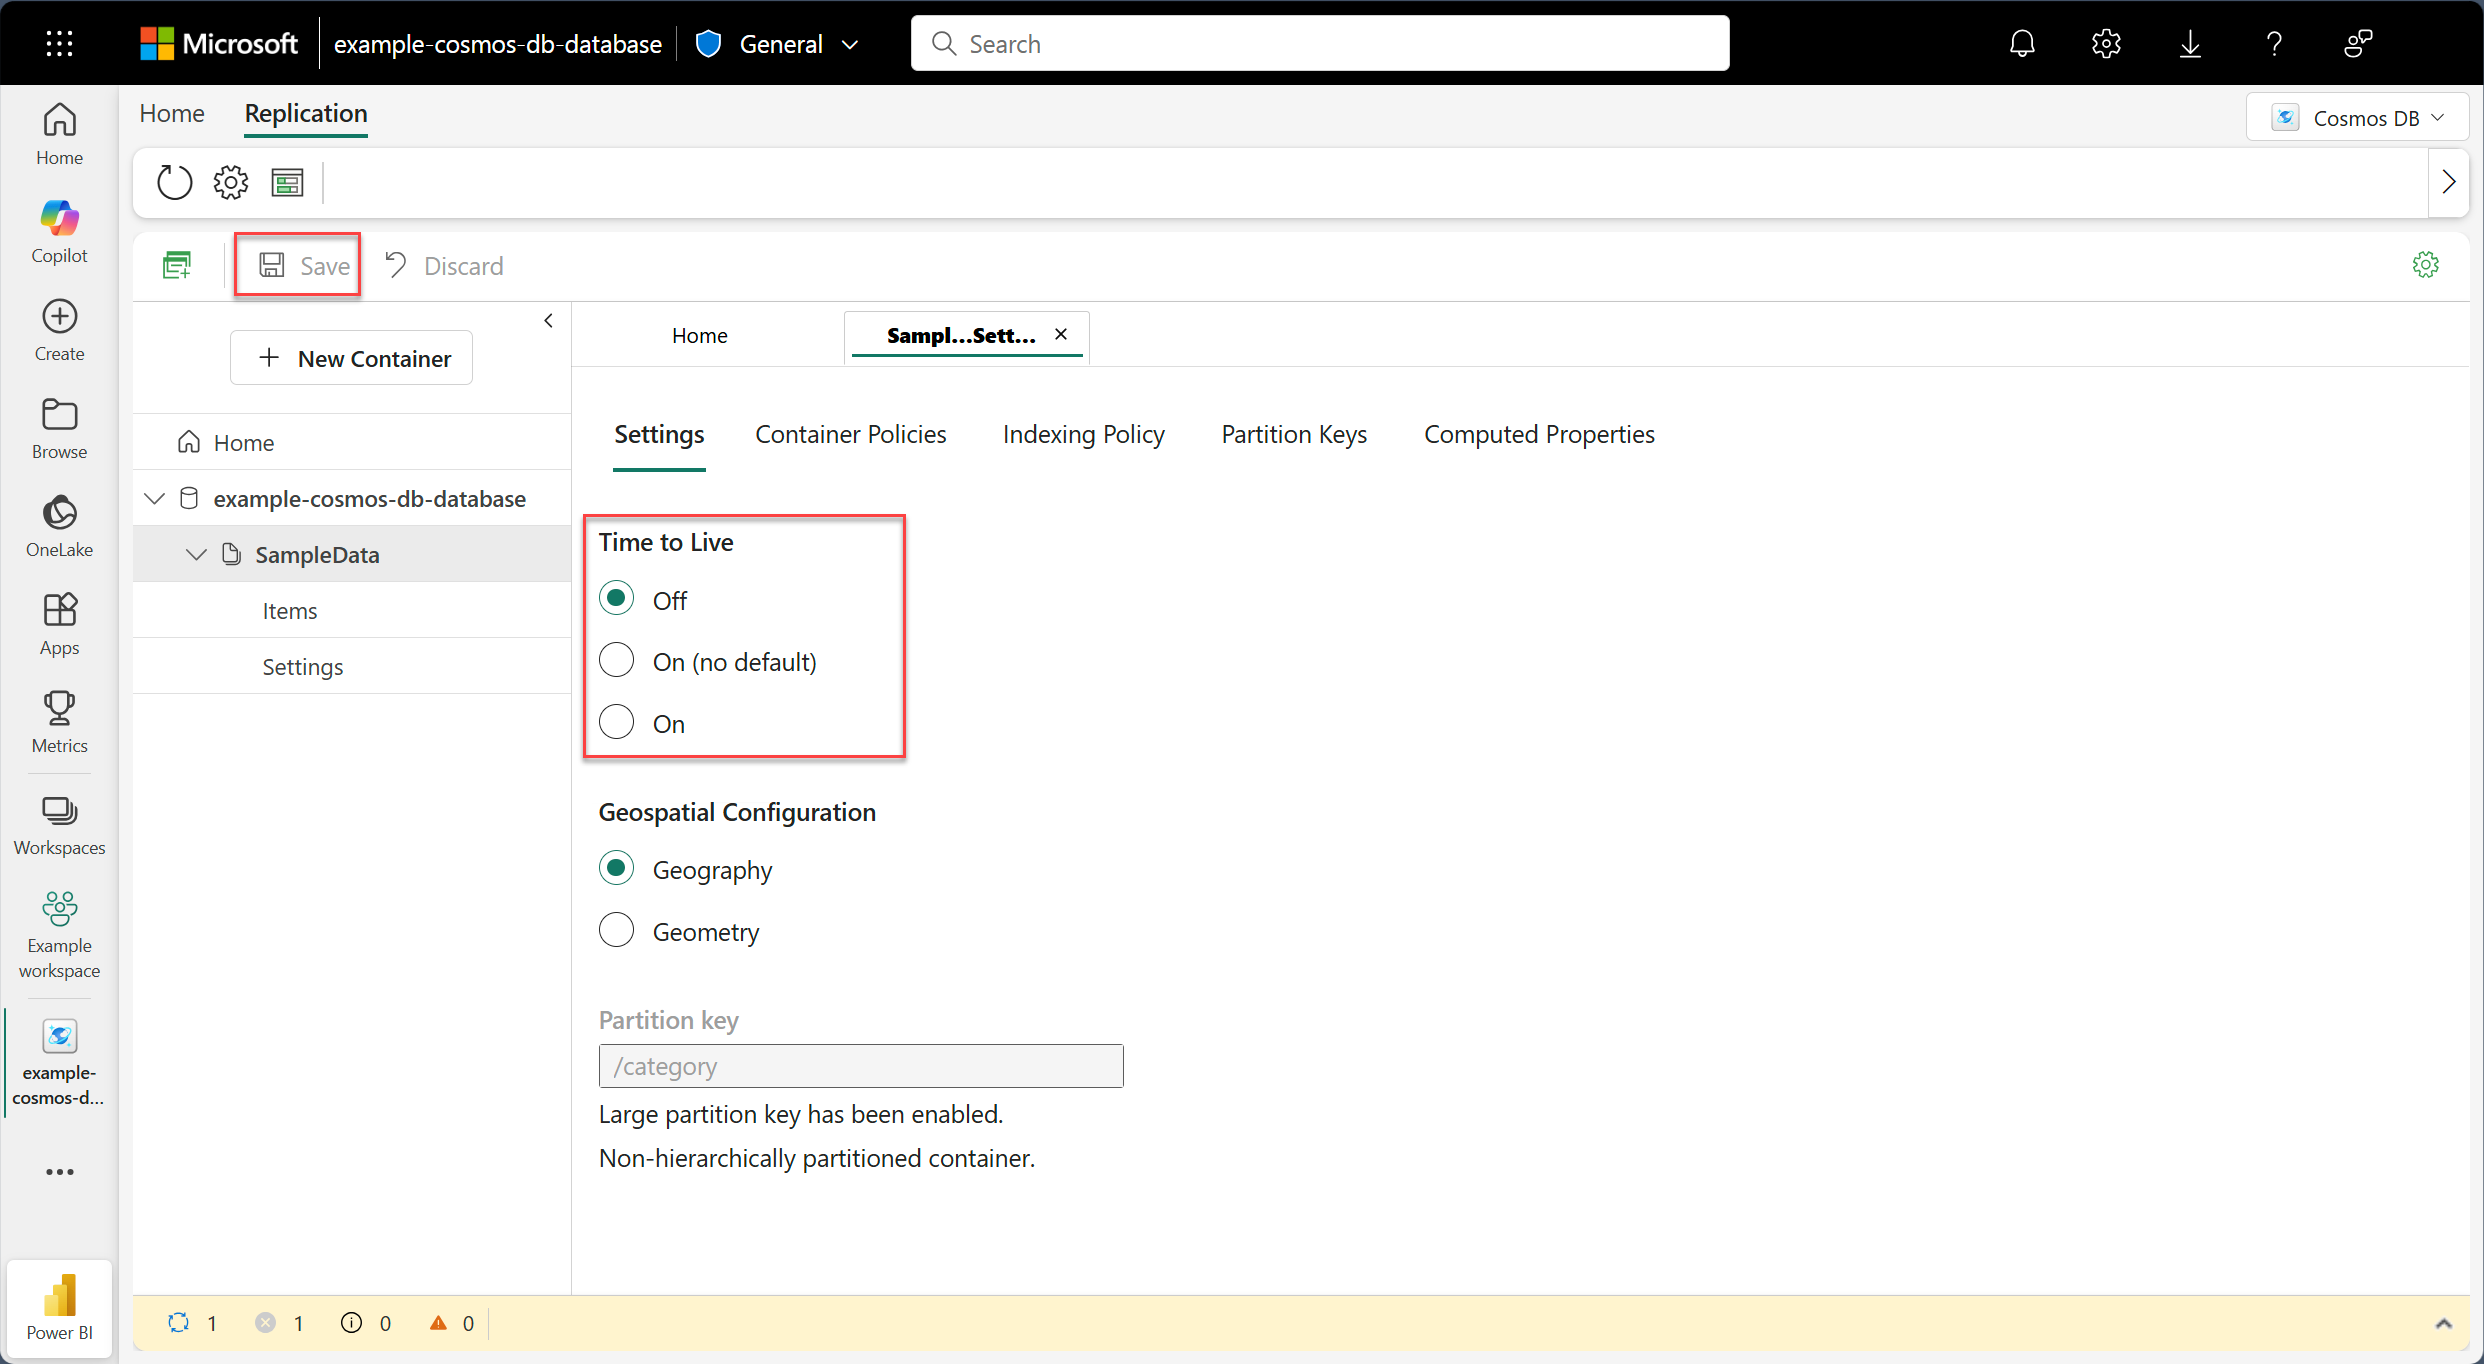 Microsoft
example-cosmos-db-database
General
Search
Home
Replication
Cosmos DB
Home
Copilot
Create
Browse
OneLake
Apps
Metrics
Workspaces
Example
workspace
example-
cosmos-d...
Power BI
Save
Discard
New Container
Home
example-cosmos-db-database
SampleData
Items
Settings
Home
Sampl...Sett...
Settings
Container Policies
Indexing Policy
Partition Keys
Computed Properties
Time to Live
Off
On (no default)
On
Geospatial Configuration
Geography
Geometry
Partition key
/category
Large partition key has been enabled.
Non-hierarchically partitioned container.
1
1
0
0